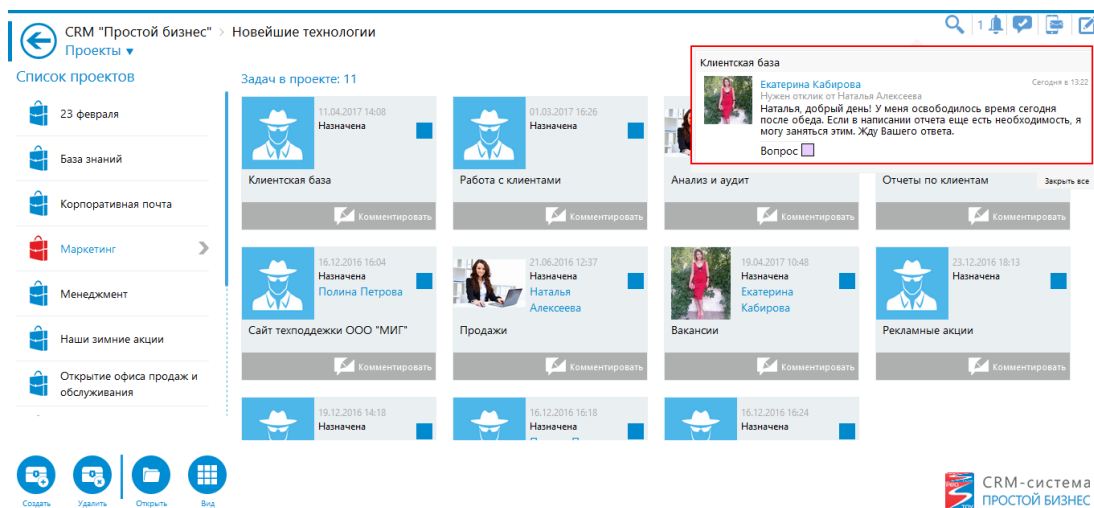 CRM "Простой бизнес" > Новейшие технологии
Проекты ▼
1
Список проектов
23 февраля
База знаний
Корпоративная почта
Маркетинг
Менеджмент
Наши зимние акции
Открытие офиса продаж и
обслуживания
Задач в проекте: 11
Клиентская база
Екатерина Кабирова
Сегодня в 13:22
Нужен отклик от Наталья Алексеева
Наталья, добрый день! У меня освободилось время сегодня
после обеда. Если в написании отчета еще есть необходимость, я
могу заняться этим. Жду Вашего ответа.
Вопрос
Закрыть все
11.04.2017 14:08
Назначена
Клиентская база
Комментировать
01.03.2017 16:26
Назначена
Работа с клиентами
Комментировать
Анализ и аудит
Комментировать
Отчеты по клиентам
Комментировать
16.12.2016 16:04
Назначена
Полина Петрова
Сайт техподдежки ООО "МИГ"
Комментировать
21.06.2016 12:37
Назначена
Наталья
Алексеева
Продажи
Комментировать
19.04.2017 10:48
Назначена
Екатерина
Кабирова
Вакансии
Комментировать
23.12.2016 18:13
Назначена
Рекламные акции
Комментировать
19.12.2016 14:18
Назначена
16.12.2016 16:18
Назначена
16.12.2016 16:24
Назначена
Создать
Удалить
Открыть
Вид
CRM-система
ПРОСТОЙ БИЗНЕС